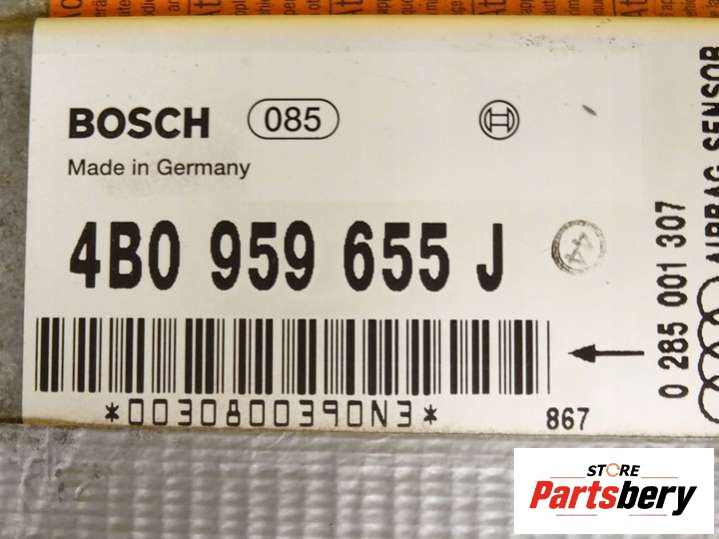 BOSCH 085
Made in Germany
4B0 959 655 J
*0030800390N3*
867
AIRBAG SENSOR
0 285 001 307
STORE
Partsbery